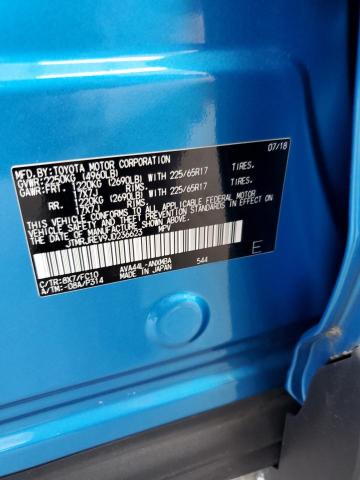 MFD.BY:TOYOTA MOTOR CORPORATION 07/18
GVWR:2250KG (4960LB)
GAWR:FRT. 1220KG (2690LB) WITH 225/65R17 TIRES,
17X7J RIMS,
RR. 1220KG (2690LB) WITH 225/65R17 TIRES,
17X7J RIMS,
THIS VEHICLE CONFORMS TO ALL APPLICABLE FEDERAL MOTOR
VEHICLE SAFETY, BUMPER, AND THEFT PREVENTION STANDARDS
IN EFFECT ON THE DATE OF MANUFACTURE SHOWN ABOVE.
JTMRJREV9JD236623 MPV
E
C/TR:8X7/FC10 AVA44L-ANXMBA 544
A/TM:-08A/P314 MADE IN JAPAN